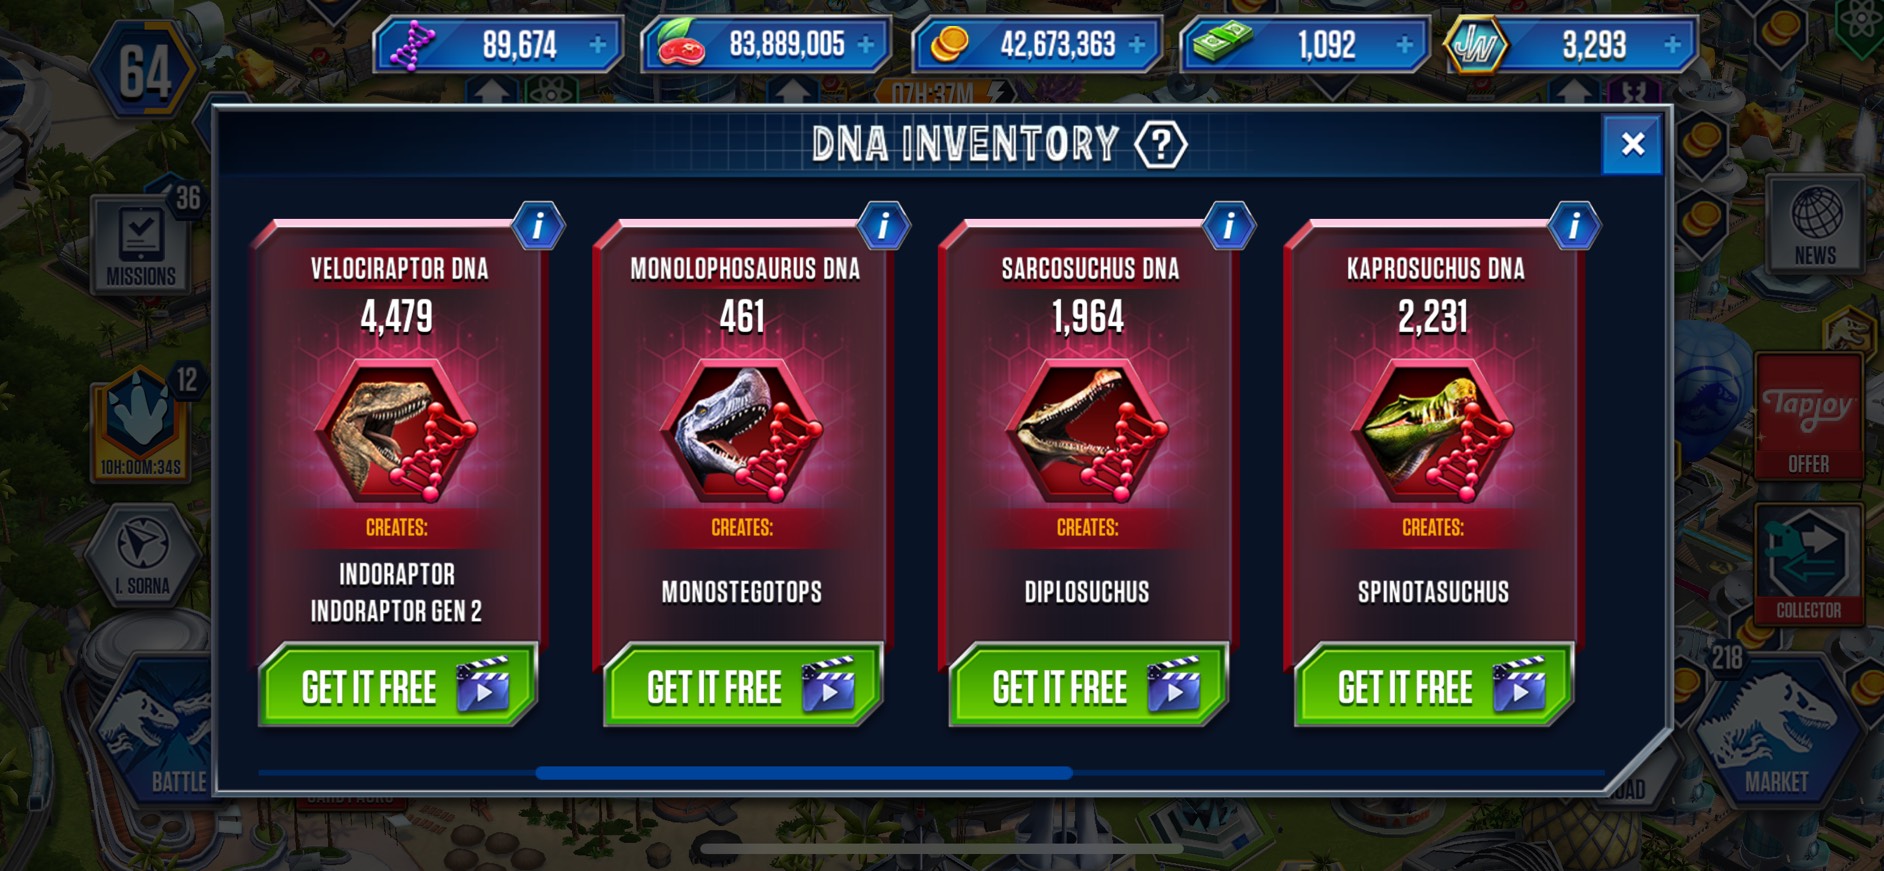 64
89,674
83,889,005
42,673,363
1,092
JW
3,293
07H:37M
DNA INVENTORY ?
36
MISSIONS
12
10H:00M:34S
I. SORNA
BATTLE
VELOCIRAPTOR DNA
4,479
CREATES:
INDORAPTOR
INDORAPTOR GEN 2
GET IT FREE
MONOLOPHOSAURUS DNA
461
CREATES:
MONOSTEGOTOPS
GET IT FREE
SARCOSUCHUS DNA
1,964
CREATES:
DIPLOSUCHUS
GET IT FREE
KAPROSUCHUS DNA
2,231
CREATES:
SPINOTASUCHUS
GET IT FREE
NEWS
Tapjoy
OFFER
COLLECTOR
218
MARKET